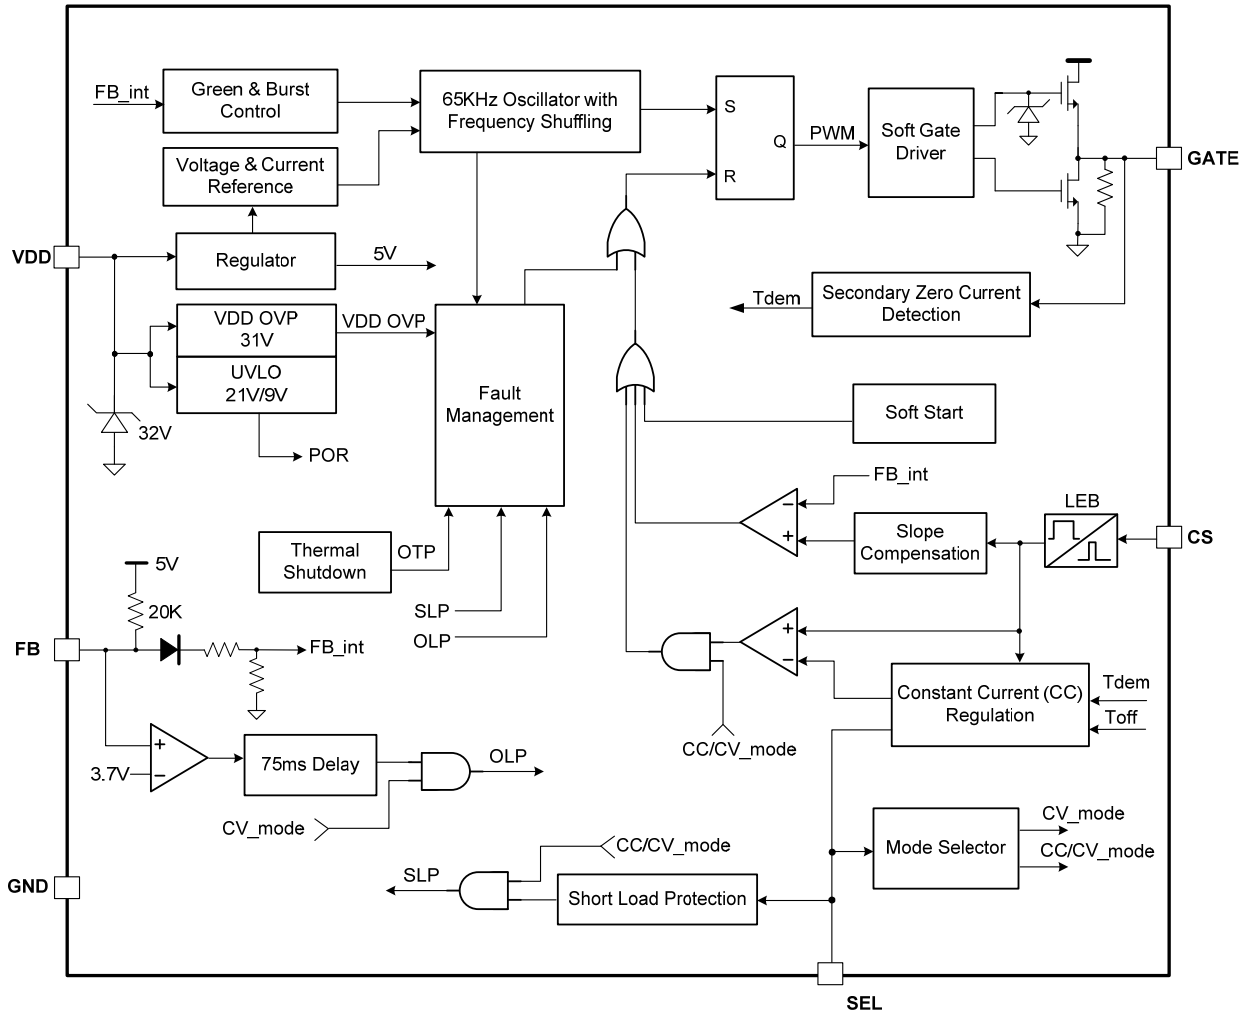 FB_int
Green & Burst
Control
65KHz Oscillator with
Frequency Shuffling
S
R
Q
PWM
Soft Gate
Driver
GATE
Voltage & Current
Reference
VDD
Regulator
5V
VDD OVP
31V
VDD OVP
UVLO
21V/9V
32V
POR
Fault
Management
Tdem
Secondary Zero Current
Detection
Soft Start
FB_int
Slope
Compensation
LEB
CS
Thermal
Shutdown
OTP
SLP
OLP
5V
20K
FB
FB_int
+
−
3.7V
75ms Delay
OLP
CV_mode
−
+
+
−
CC/CV_mode
Constant Current (CC)
Regulation
Tdem
Toff
Mode Selector
CV_mode
CC/CV_mode
GND
SLP
CC/CV_mode
Short Load Protection
SEL